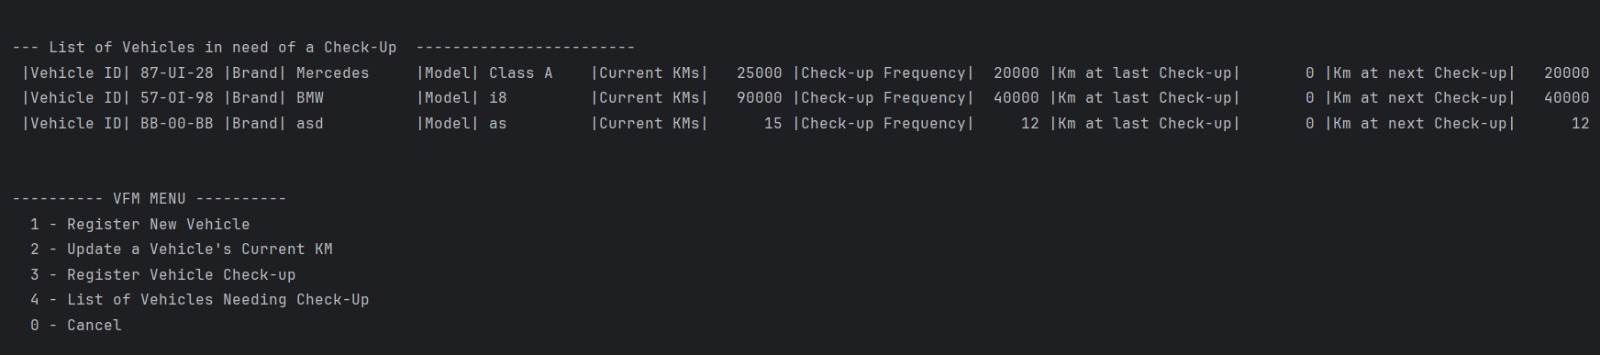 --- List of Vehicles in need of a Check-Up  ------------------------
|Vehicle ID| 87-UI-28 |Brand| Mercedes     |Model| Class A    |Current KMs|   25000 |Check-up Frequency|  20000 |Km at last Check-up|       0 |Km at next Check-up|   20000
|Vehicle ID| 57-OI-98 |Brand| BMW          |Model| i8         |Current KMs|   90000 |Check-up Frequency|  40000 |Km at last Check-up|       0 |Km at next Check-up|   40000
|Vehicle ID| BB-00-BB |Brand| asd          |Model| as         |Current KMs|      15 |Check-up Frequency|     12 |Km at last Check-up|       0 |Km at next Check-up|      12
---------- VFM MENU ----------
1 - Register New Vehicle
2 - Update a Vehicle's Current KM
3 - Register Vehicle Check-up
4 - List of Vehicles Needing Check-Up
0 - Cancel